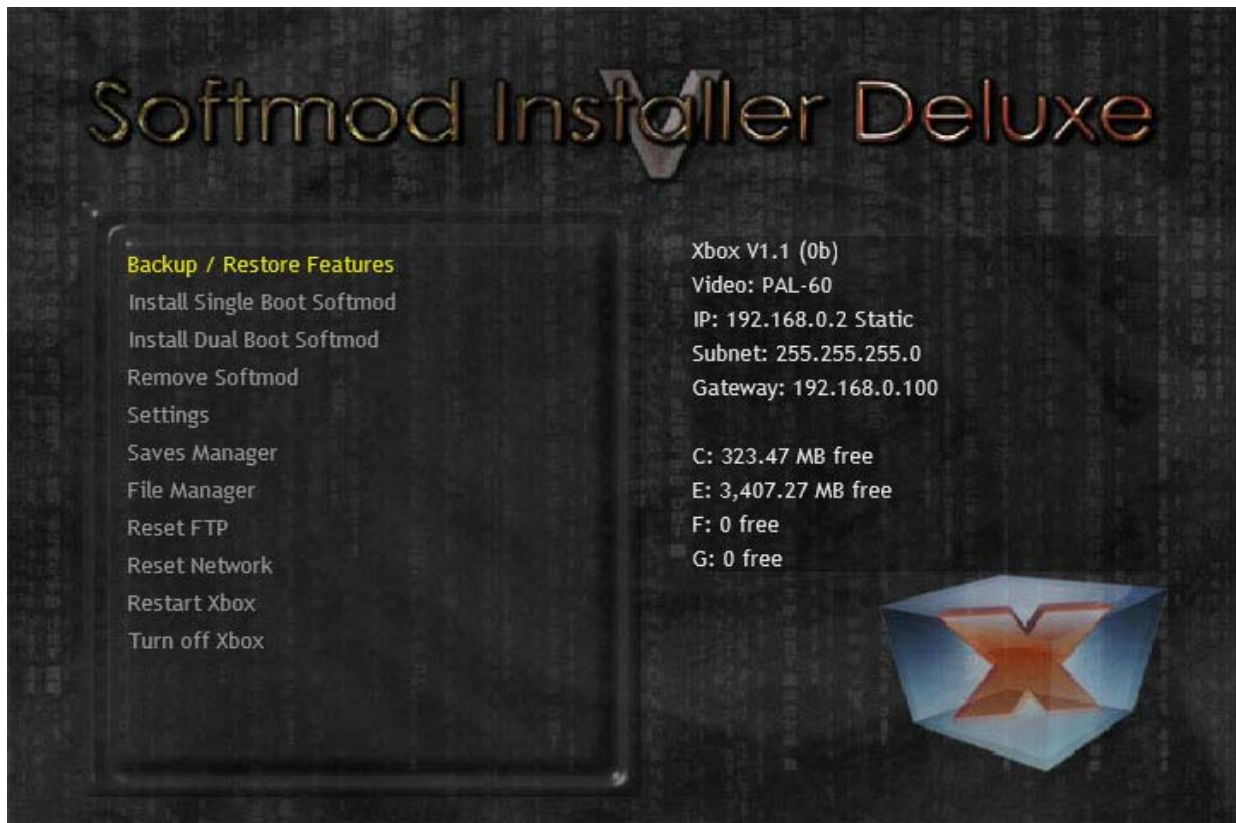 Softmod Installer Deluxe
V
Backup / Restore Features
Install Single Boot Softmod
Install Dual Boot Softmod
Remove Softmod
Settings
Saves Manager
File Manager
Reset FTP
Reset Network
Restart Xbox
Turn off Xbox
Xbox V1.1 (0b)
Video: PAL-60
IP: 192.168.0.2 Static
Subnet: 255.255.255.0
Gateway: 192.168.0.100
C: 323.47 MB free
E: 3,407.27 MB free
F: 0 free
G: 0 free
X